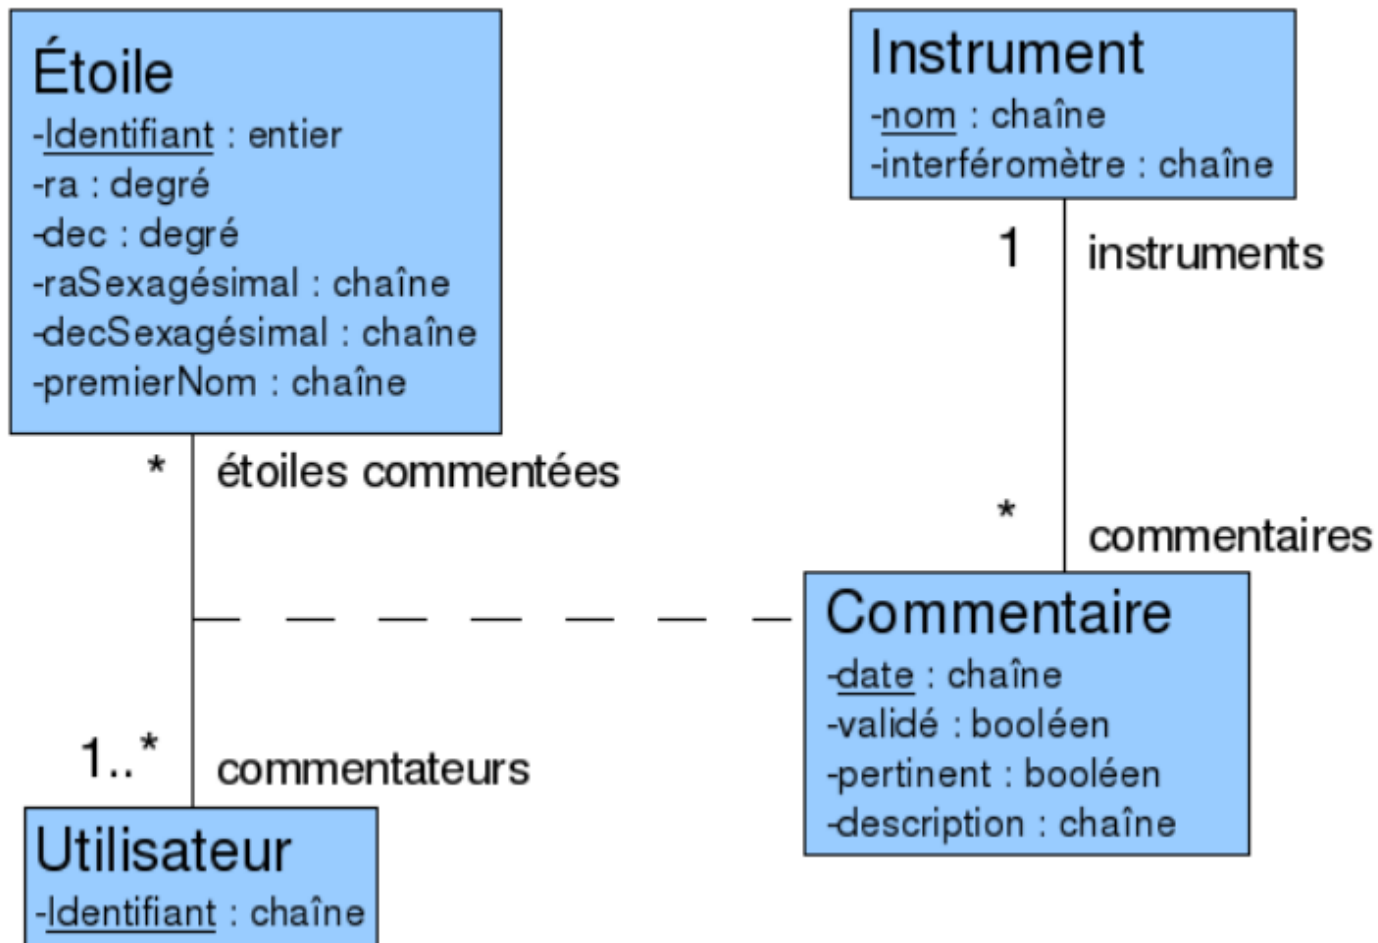 Étoile
-Identifiant : entier
-ra : degré
-dec : degré
-raSexagésimal : chaîne
-decSexagésimal : chaîne
-premierNom : chaîne
Instrument
-nom : chaîne
-interféromètre : chaîne
1 instruments
* étoiles commentées
* commentaires
Commentaire
-date : chaîne
-validé : booléen
-pertinent : booléen
-description : chaîne
1..* commentateurs
Utilisateur
-Identifiant : chaîne